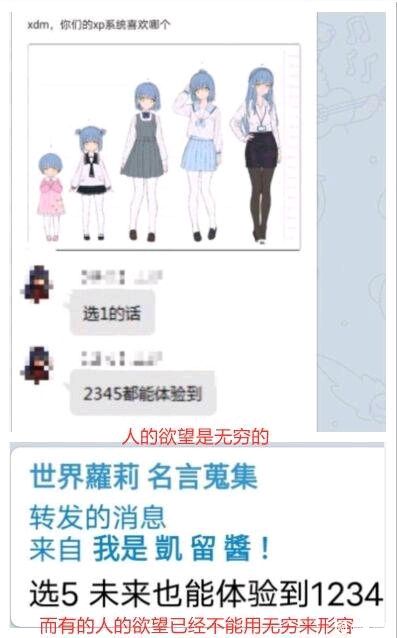 xdm，你们的xp系统喜欢哪个
选1的话
2345都能体验到
人的欲望是无穷的
世界蘿莉 名言蒐集
转发的消息
来自 我是 凱 留 醬！
选5 未来也能体验到1234
而有的人的欲望已经不能用无穷来形容